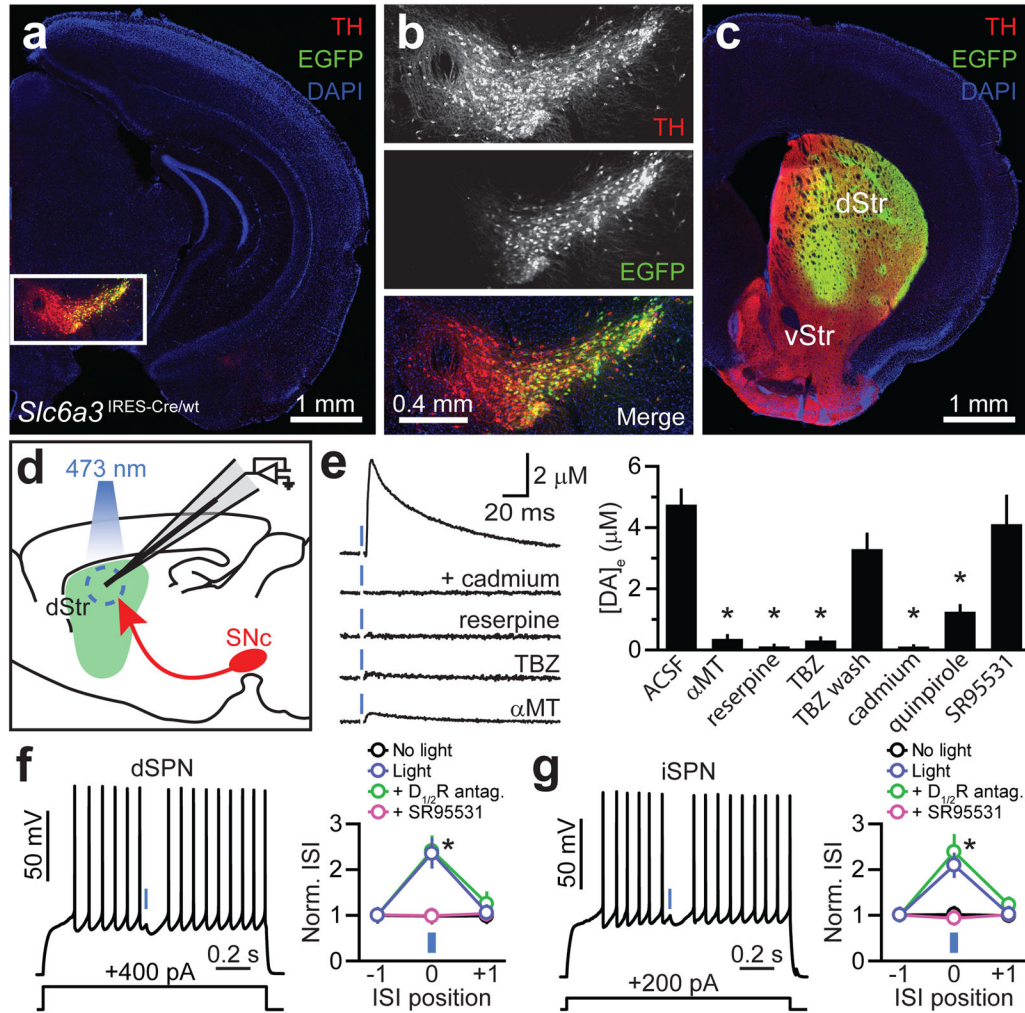 a
TH
EGFP
DAPI
Slc6a3 IRES-Cre/wt
1 mm
b
TH
EGFP
0.4 mm
Merge
c
TH
EGFP
DAPI
dStr
vStr
1 mm
d
473 nm
dStr
SNc
e
2 μM
20 ms
+ cadmium
reserpine
TBZ
αMT
[DA]e (μM)
6
4
2
0
ACSF
αMT
reserpine
TBZ
TBZ wash
cadmium
quinpirole
SR95531
* * * * *
f
dSPN
50 mV
0.2 s
+400 pA
No light
Light
+ D1/2R antag.
+ SR95531
Norm. ISI
3
2
1
0
*
-1 0 +1
ISI position
g
iSPN
50 mV
0.2 s
+200 pA
No light
Light
+ D1/2R antag.
+ SR95531
Norm. ISI
3
2
1
0
*
-1 0 +1
ISI position